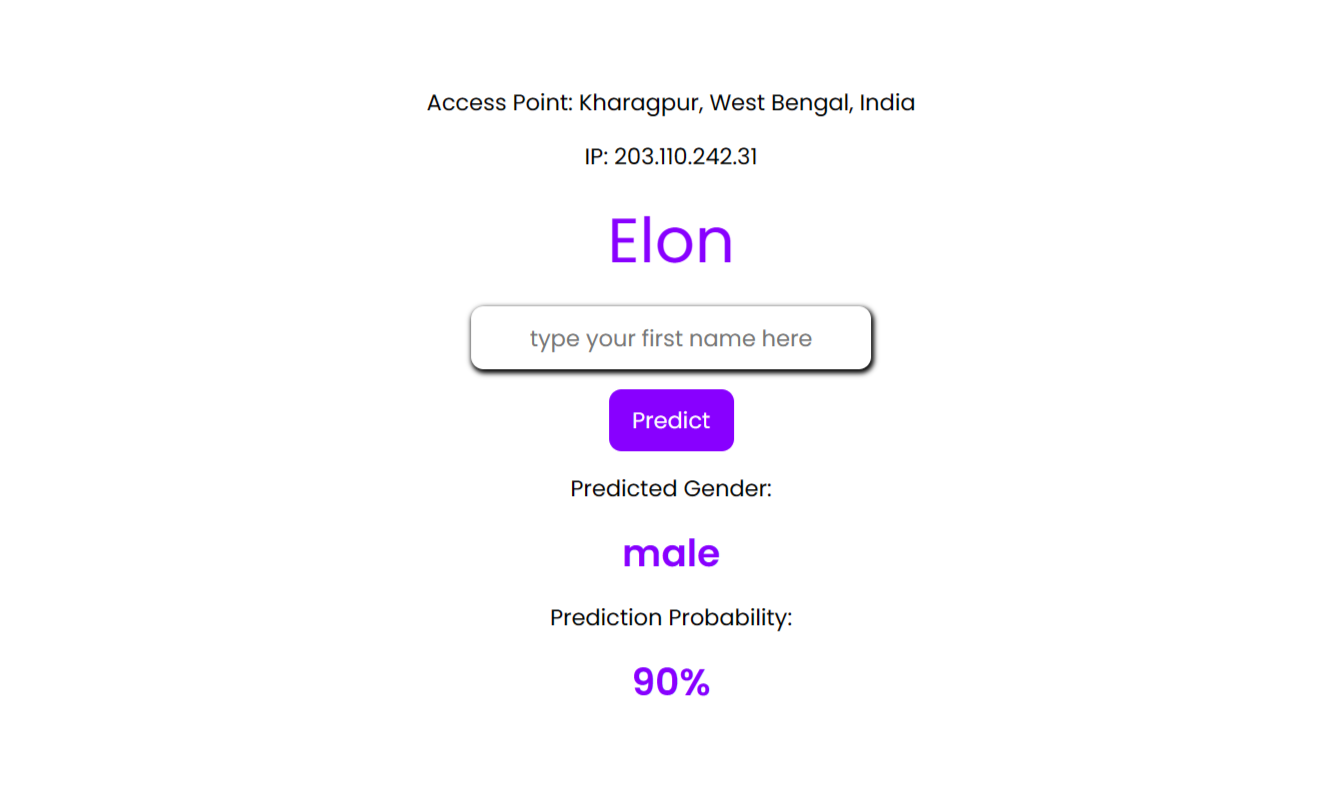 Access Point: Kharagpur, West Bengal, India
IP: 203.110.242.31
Elon
type your first name here
Predict
Predicted Gender:
male
Prediction Probability:
90%